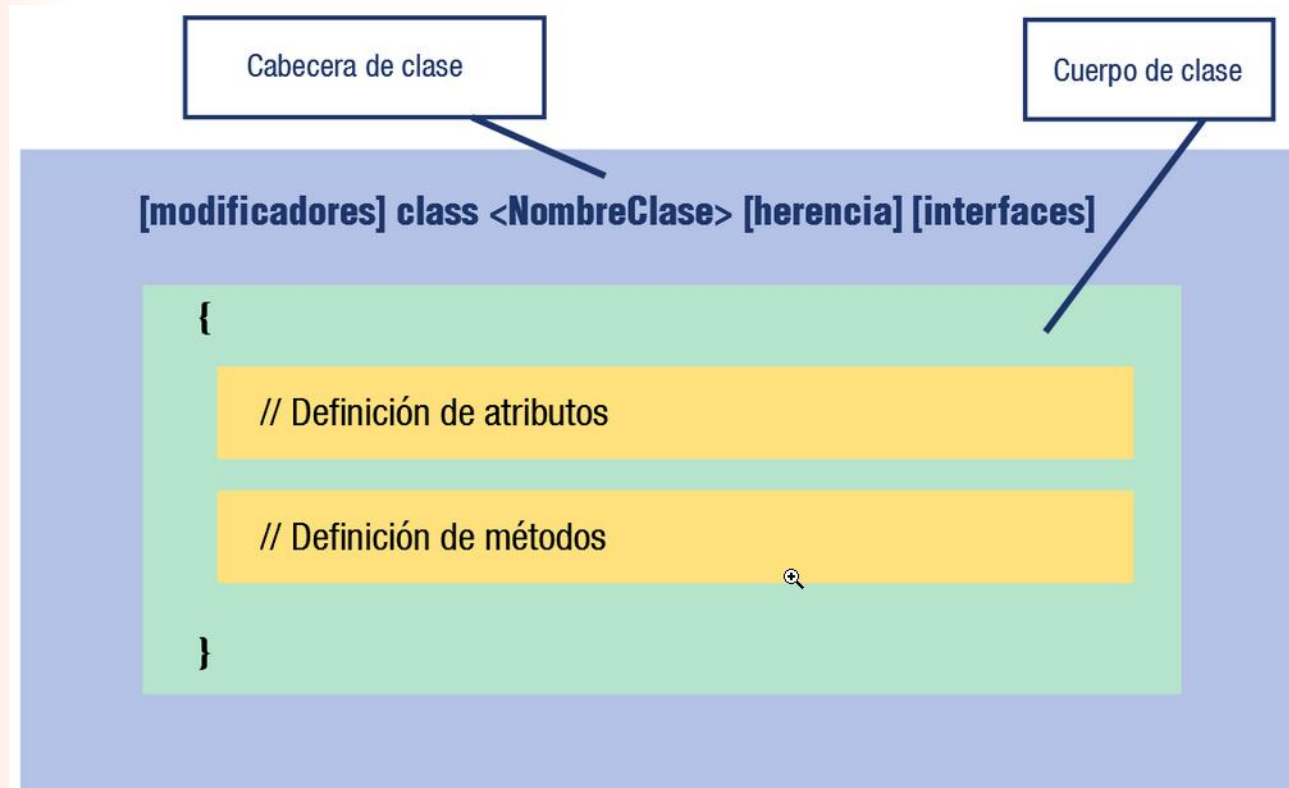 Cabecera de clase
Cuerpo de clase
[modificadores] class <NombreClase> [herencia] [interfaces]
{
// Definición de atributos
// Definición de métodos
}